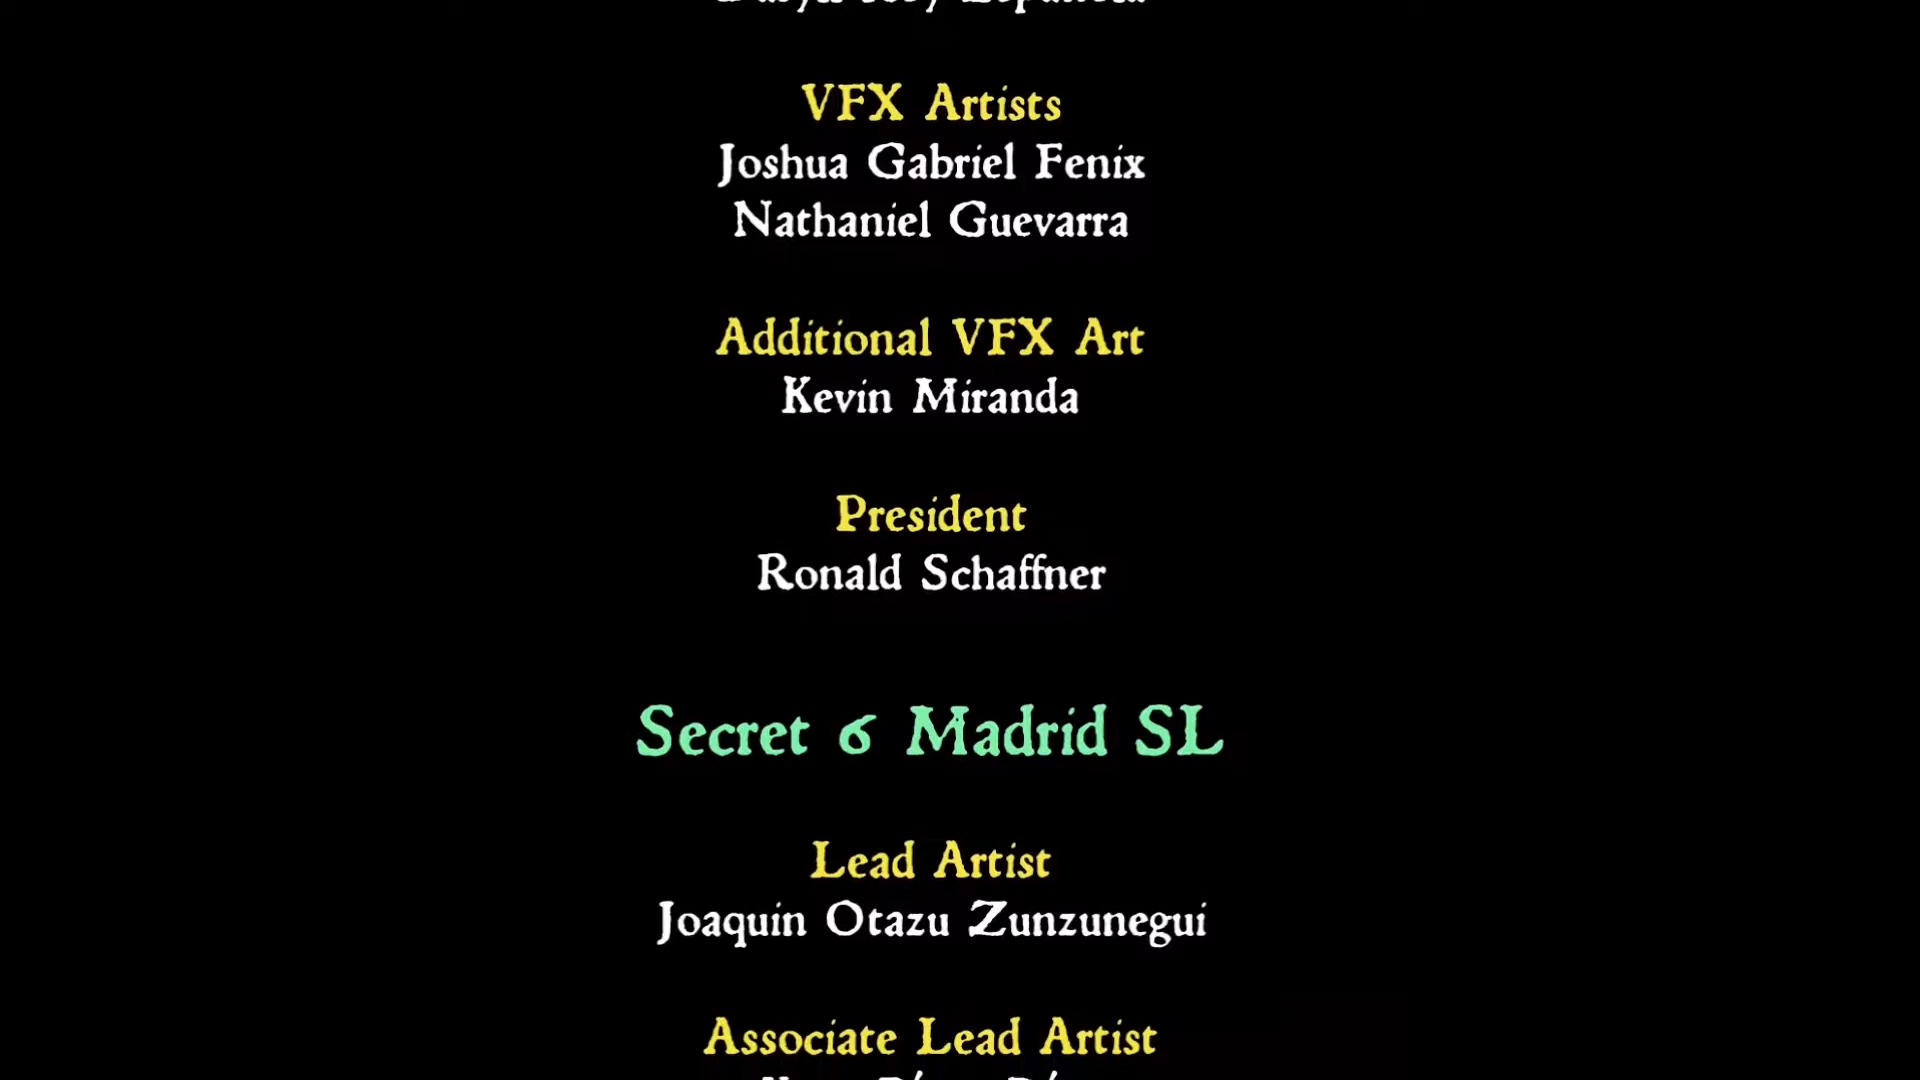 VFX Artists
Joshua Gabriel Fenix
Nathaniel Guevarra
Additional VFX Art
Kevin Miranda
President
Ronald Schaffner
Secret 6 Madrid SL
Lead Artist
Joaquin Otazu Zunzunegui
Associate Lead Artist